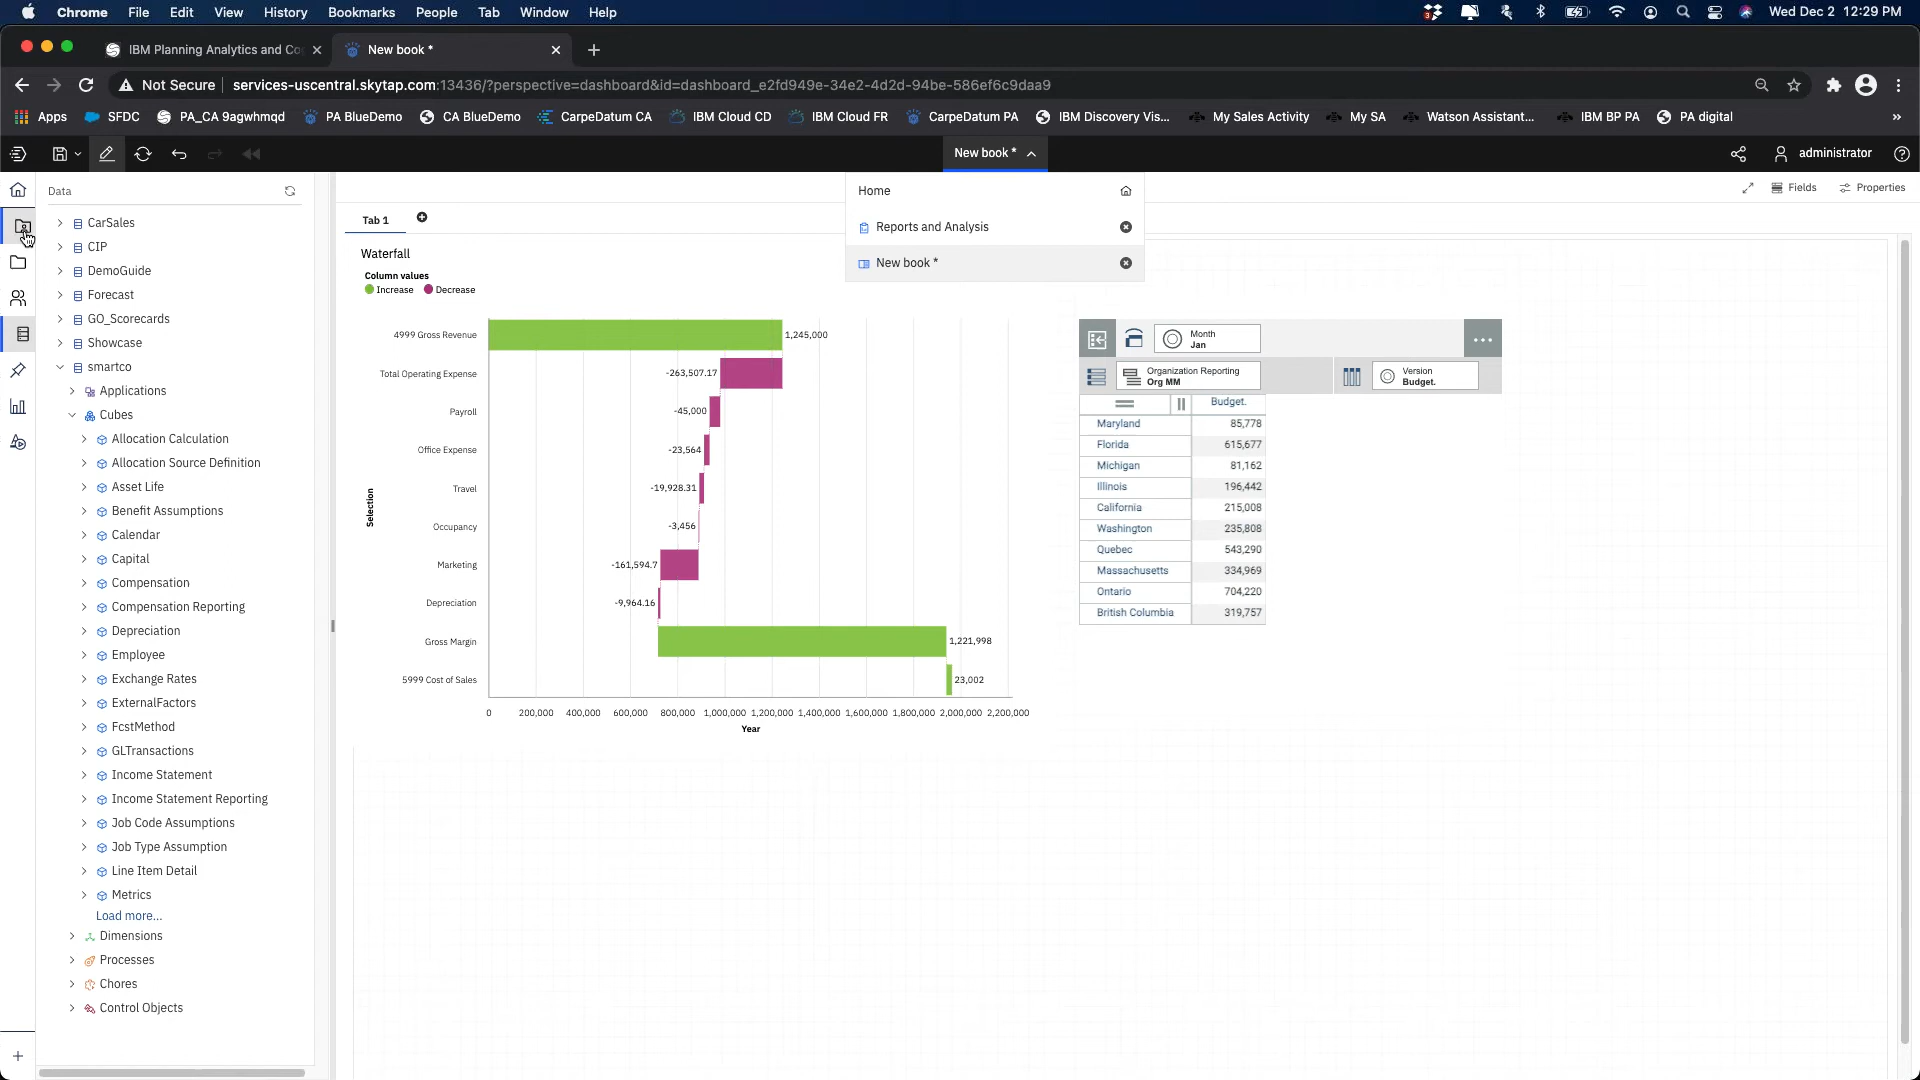 Chrome File Edit View History Bookmarks People Tab Window Help
3
Wed Dec 2 12:29 PM
IBM Planning Analytics and Co
New book *
Not Secure services-uscentral.skytap.com:13436/?perspective=dashboard&id=dashboard_e2fd949e-34e2-4d2d-94be-586ef6c9daa9
Apps SFDC PA_CA 9agwhmqd PA BlueDemo CA BlueDemo CarpeDatum CA IBM Cloud CD IBM Cloud FR CarpeDatum PA IBM Discovery Vis... My Sales Activity My SA Watson Assistant... IBM BP PA PA digital »
New book *
administrator
Home
Reports and Analysis
New book *
Fields Properties
Data
CarSales
CIP
DemoGuide
Forecast
GO_Scorecards
Showcase
smartco
Applications
Cubes
Allocation Calculation
Allocation Source Definition
Asset Life
Benefit Assumptions
Calendar
Capital
Compensation
Compensation Reporting
Depreciation
Employee
Exchange Rates
ExternalFactors
FcstMethod
GLTransactions
Income Statement
Income Statement Reporting
Job Code Assumptions
Job Type Assumption
Line Item Detail
Metrics
Load more...
Dimensions
Processes
Chores
Control Objects
Tab 1
Waterfall
Column values
Increase Decrease
Selection
4999 Gross Revenue 1,245,000
Total Operating Expense -263,507.17
Payroll -45,000
Office Expense -23,564
Travel -19,928.31
Occupancy -3,456
Marketing -161,594.7
Depreciation -9,964.16
Gross Margin 1,221,998
5999 Cost of Sales 23,002
0 200,000 400,000 600,000 800,000 1,000,000 1,200,000 1,400,000 1,600,000 1,800,000 2,000,000 2,200,000
Year
Month
Jan
Organization Reporting
Org MM
Version
Budget.
Budget.
Maryland 85,778
Florida 615,677
Michigan 81,162
Illinois 196,442
California 215,008
Washington 235,808
Quebec 543,290
Massachusetts 334,969
Ontario 704,220
British Columbia 319,757